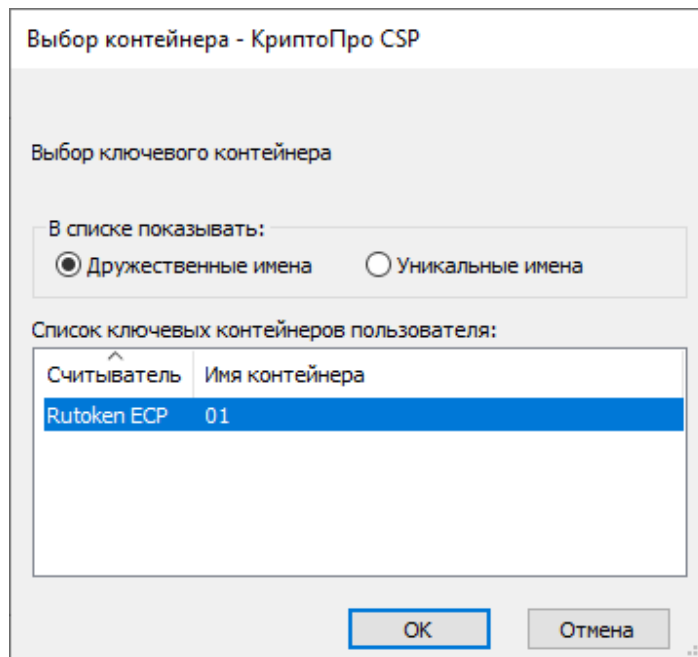 Выбор контейнера - КриптоПро CSP
Выбор ключевого контейнера
В списке показывать:
Дружественные имена Уникальные имена
Список ключевых контейнеров пользователя:
Считыватель Имя контейнера
Rutoken ECP 01
OK Отмена